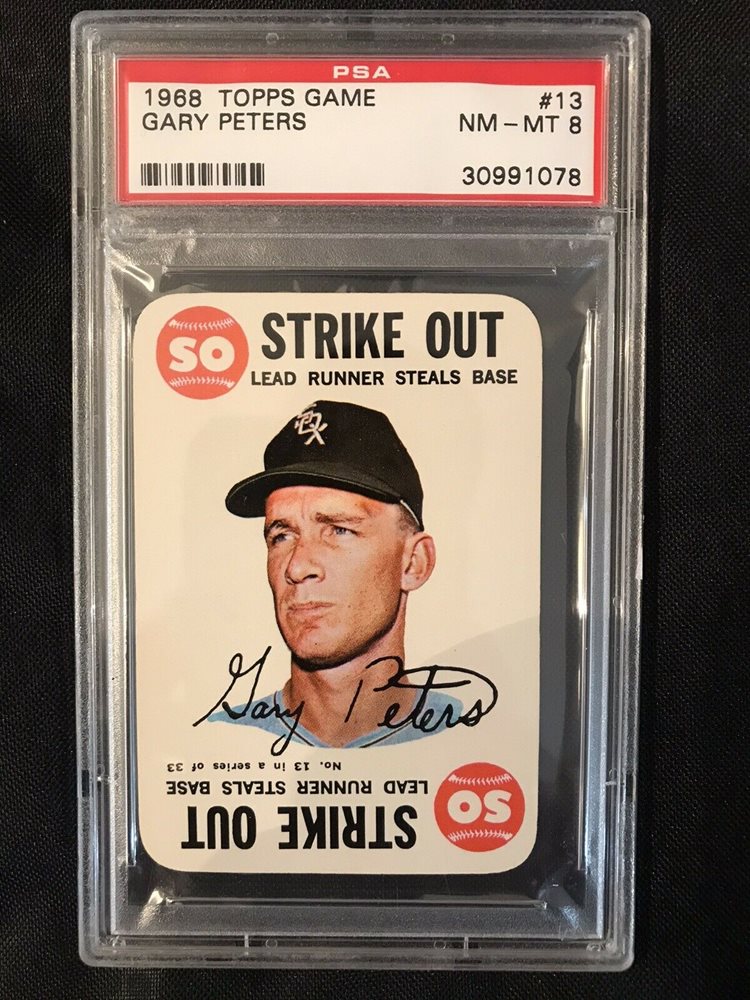 PSA
1968 TOPPS GAME #13
GARY PETERS NM-MT 8
30991078
SO STRIKE OUT
LEAD RUNNER STEALS BASE
SOX
Gary Peters
No. 13 in a series of 33
LEAD RUNNER STEALS BASE
SO STRIKE OUT